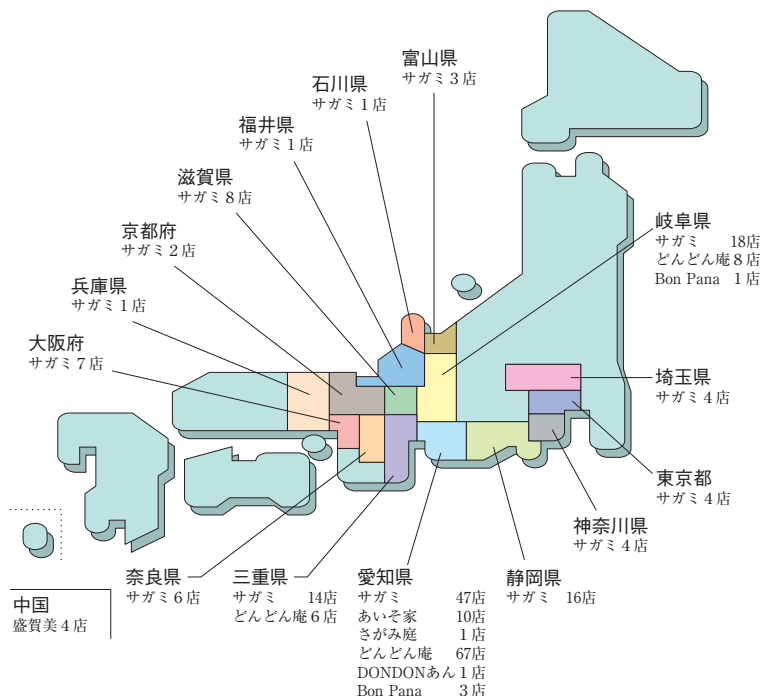 富山県
サガミ3店
石川県
サガミ1店
福井県
サガミ1店
滋賀県
サガミ8店
京都府
サガミ2店
兵庫県
サガミ1店
大阪府
サガミ7店
岐阜県
サガミ 18店
どんどん庵8店
Bon Pana 1店
埼玉県
サガミ4店
東京都
サガミ4店
神奈川県
サガミ4店
静岡県
サガミ 16店
愛知県
サガミ 47店
あいそ家 10店
さがみ庭 1店
どんどん庵 67店
DONDONあん1店
Bon Pana 3店
三重県
サガミ 14店
どんどん庵6店
奈良県
サガミ6店
中国
盛賀美4店